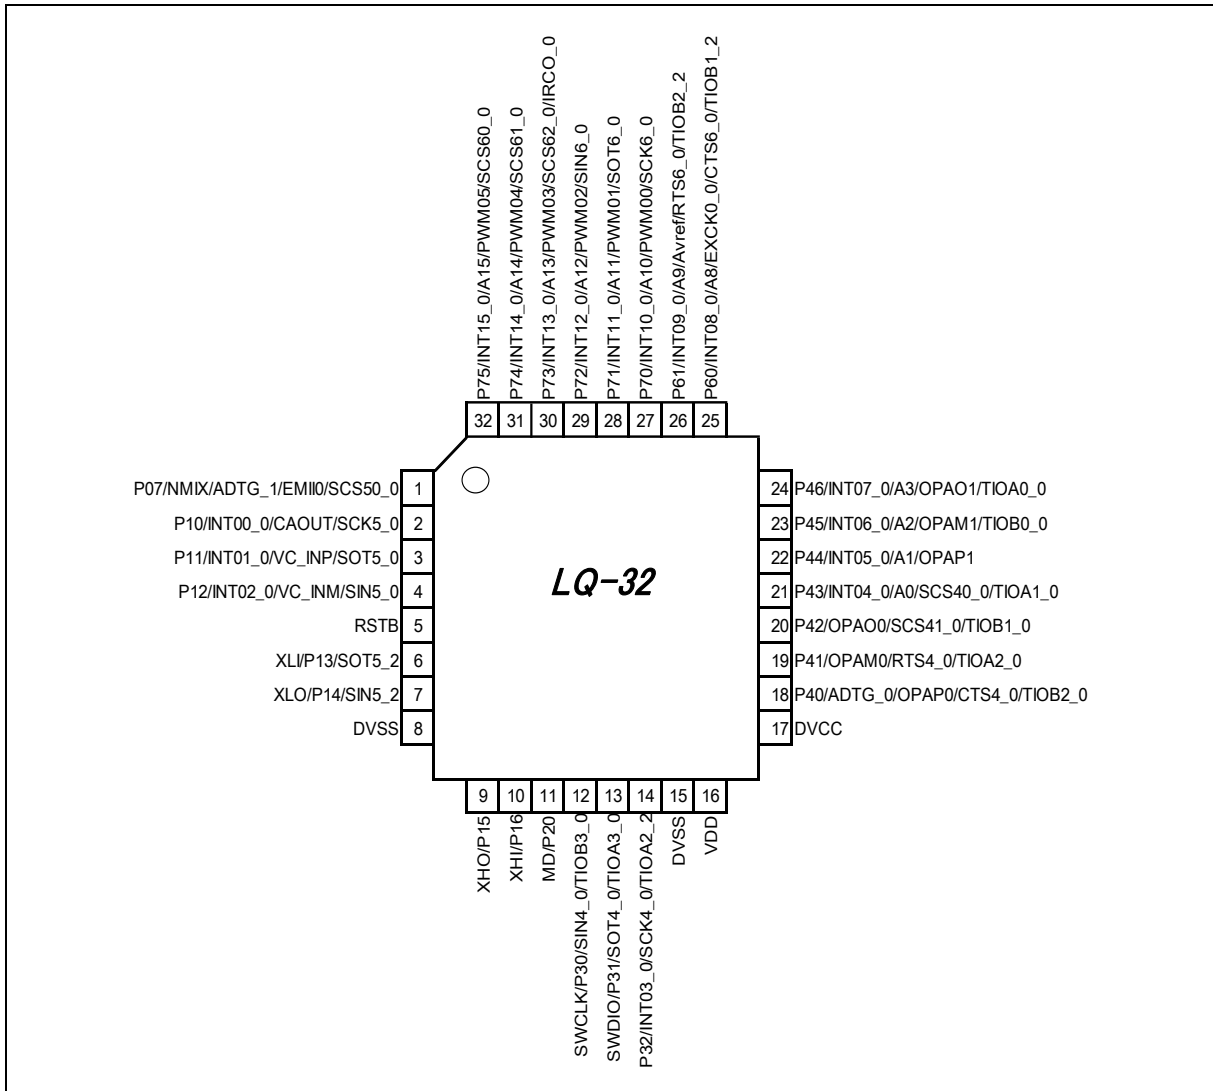 P75/INT15_0/A15/PWM05/SCS60_0
P74/INT14_0/A14/PWM04/SCS61_0
P73/INT13_0/A13/PWM03/SCS62_0/IRCO_0
P72/INT12_0/A12/PWM02/SIN6_0
P71/INT11_0/A11/PWM01/SOT6_0
P70/INT10_0/A10/PWM00/SCK6_0
P61/INT09_0/A9/Avref/RTS6_0/TIOB2_2
P60/INT08_0/A8/EXCK0_0/CTS6_0/TIOB1_2
32 31 30 29 28 27 26 25
P07/NMIX/ADTG_1/EMII0/SCS50_0 1
P10/INT00_0/CAOUT/SCK5_0 2
P11/INT01_0/VC_INP/SOT5_0 3
P12/INT02_0/VC_INM/SIN5_0 4
RSTB 5
XLI/P13/SOT5_2 6
XLO/P14/SIN5_2 7
DVSS 8
LQ-32
24 P46/INT07_0/A3/OPAO1/TIOA0_0
23 P45/INT06_0/A2/OPAM1/TIOB0_0
22 P44/INT05_0/A1/OPAP1
21 P43/INT04_0/A0/SCS40_0/TIOA1_0
20 P42/OPAO0/SCS41_0/TIOB1_0
19 P41/OPAM0/RTS4_0/TIOA2_0
18 P40/ADTG_0/OPAP0/CTS4_0/TIOB2_0
17 DVCC
9 10 11 12 13 14 15 16
XHO/P15
XHI/P16
MD/P20
SWCLK/P30/SIN4_0/TIOB3_0
SWDIO/P31/SOT4_0/TIOA3_0
P32/INT03_0/SCK4_0/TIOA2_2
DVSS
VDD